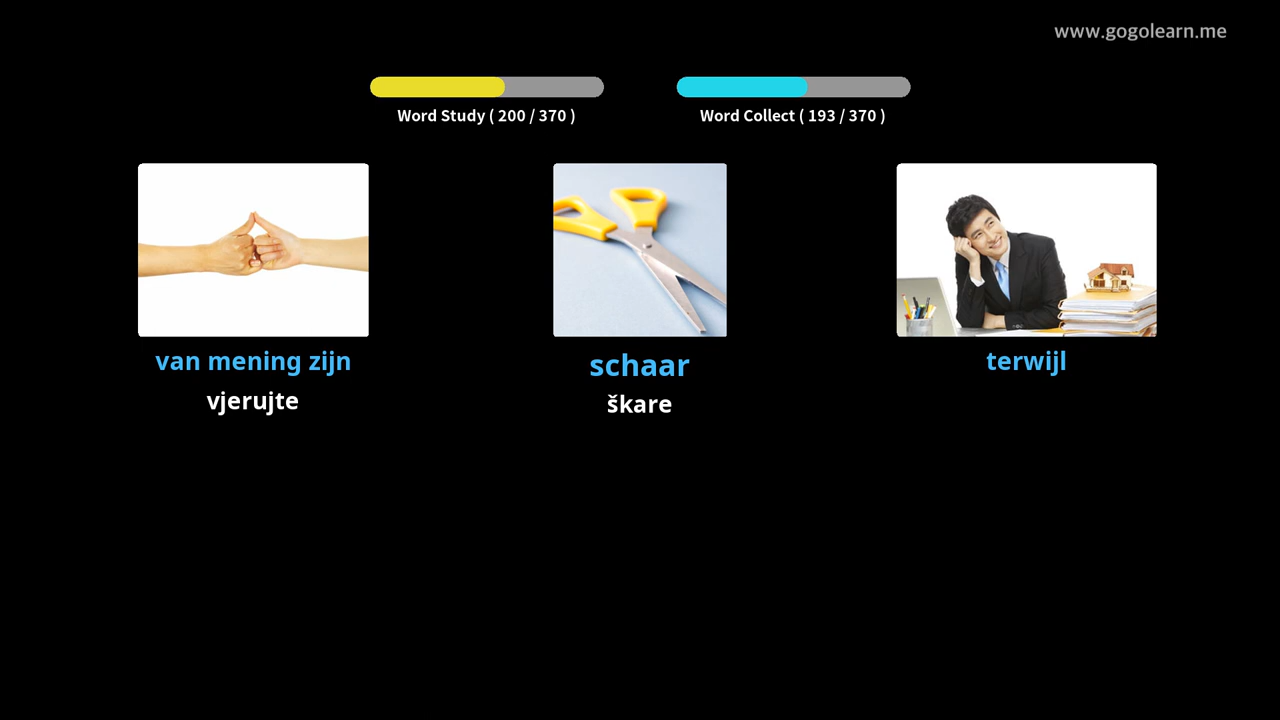 www.gogolearn.me
Word Study ( 200 / 370 )
Word Collect ( 193 / 370 )
van mening zijn
vjerujte
schaar
škare
terwijl